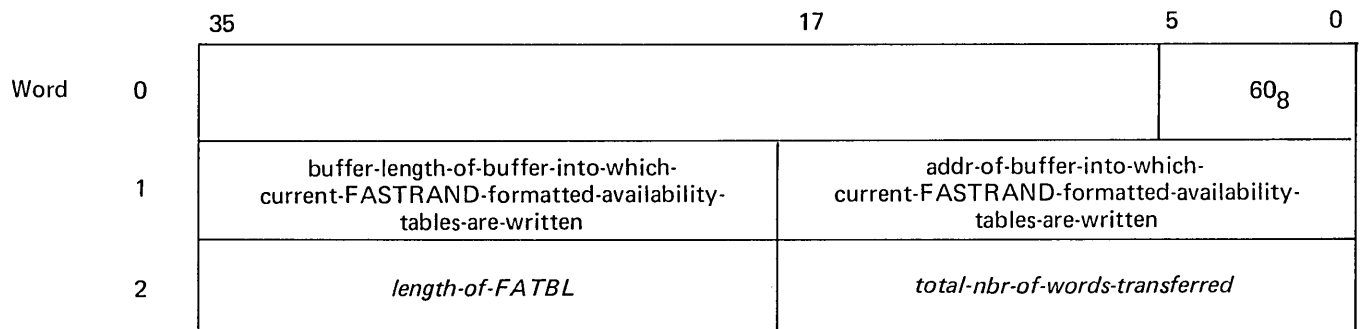 35 17 5 0
Word 0 60₈
1 buffer-length-of-buffer-into-which- addr-of-buffer-into-which-
current-FASTRAND-formatted-availability- current-FASTRAND-formatted-availability-
tables-are-written tables-are-written
2 length-of-FATBL total-nbr-of-words-transferred